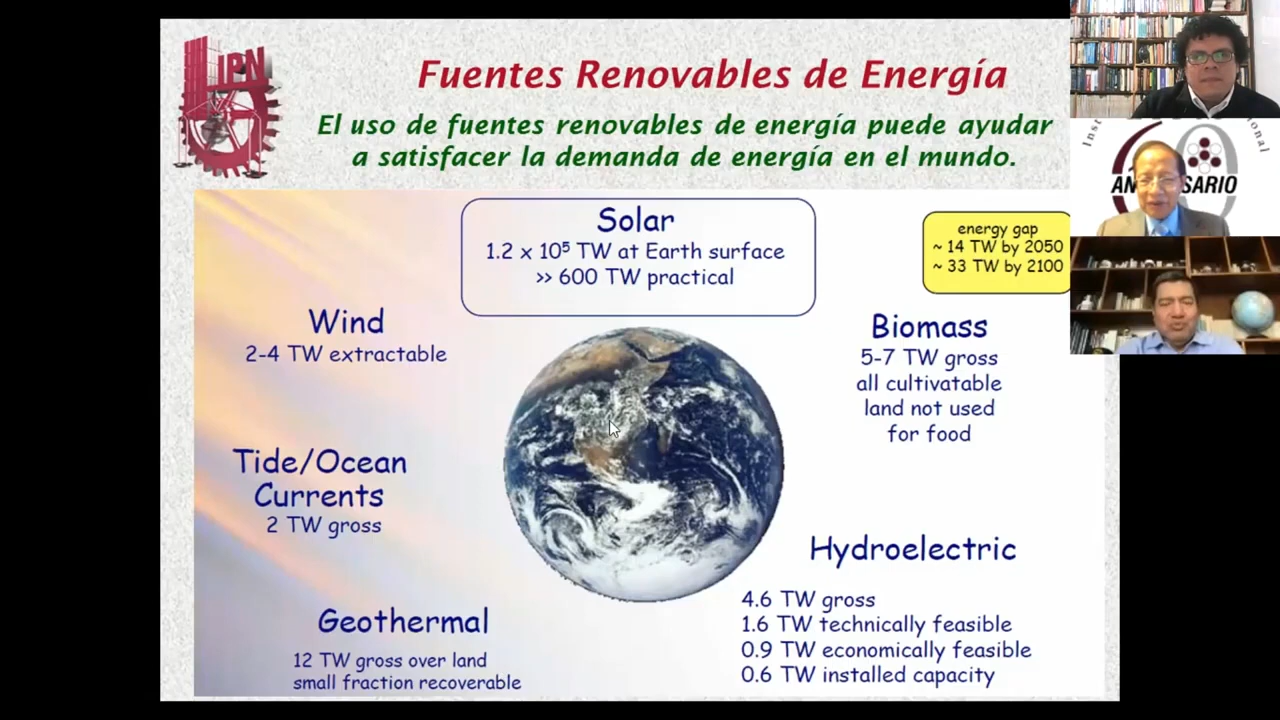 IPN
Fuentes Renovables de Energía
El uso de fuentes renovables de energía puede ayudar
a satisfacer la demanda de energía en el mundo.
Solar
1.2 x 10⁵ TW at Earth surface
>> 600 TW practical
energy gap
~ 14 TW by 2050
~ 33 TW by 2100
Wind
2-4 TW extractable
Biomass
5-7 TW gross
all cultivatable
land not used
for food
Tide/Ocean
Currents
2 TW gross
Hydroelectric
4.6 TW gross
1.6 TW technically feasible
0.9 TW economically feasible
0.6 TW installed capacity
Geothermal
12 TW gross over land
small fraction recoverable